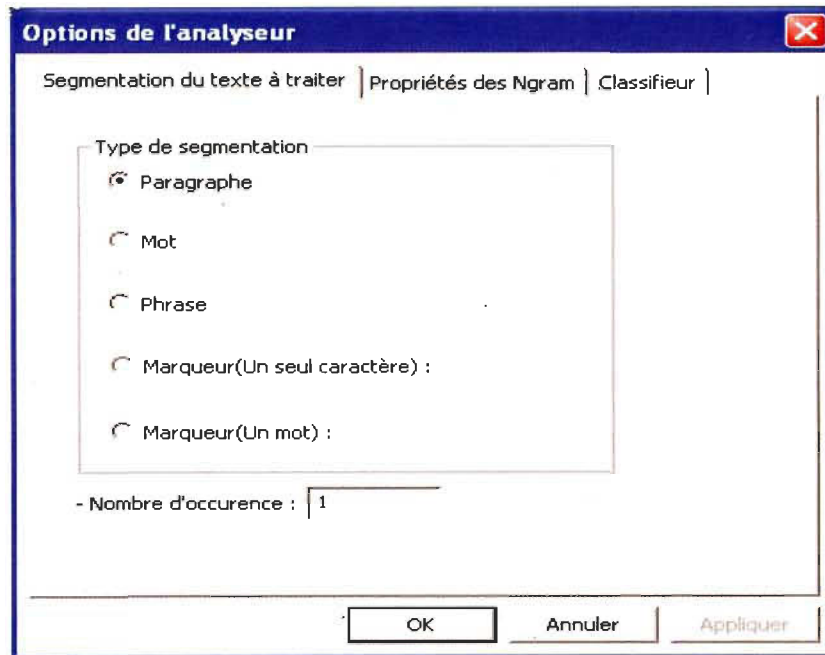 Options de l'analyseur
Segmentation du texte à traiter Propriétés des Ngram Classifieur
Type de segmentation
Paragraphe
Mot
Phrase
Marqueur(Un seul caractère) :
Marqueur(Un mot) :
- Nombre d'occurence : 1
OK Annuler Appliquer